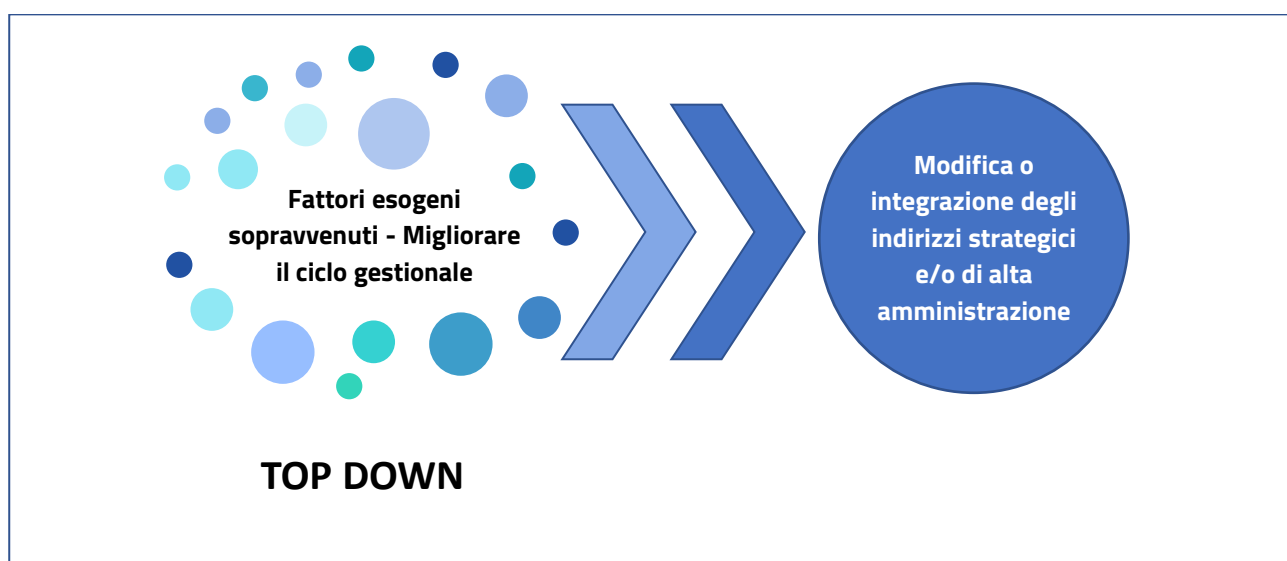 Fattori esogeni
sopravvenuti - Migliorare
il ciclo gestionale
Modifica o
integrazione degli
indirizzi strategici
e/o di alta
amministrazione
TOP DOWN